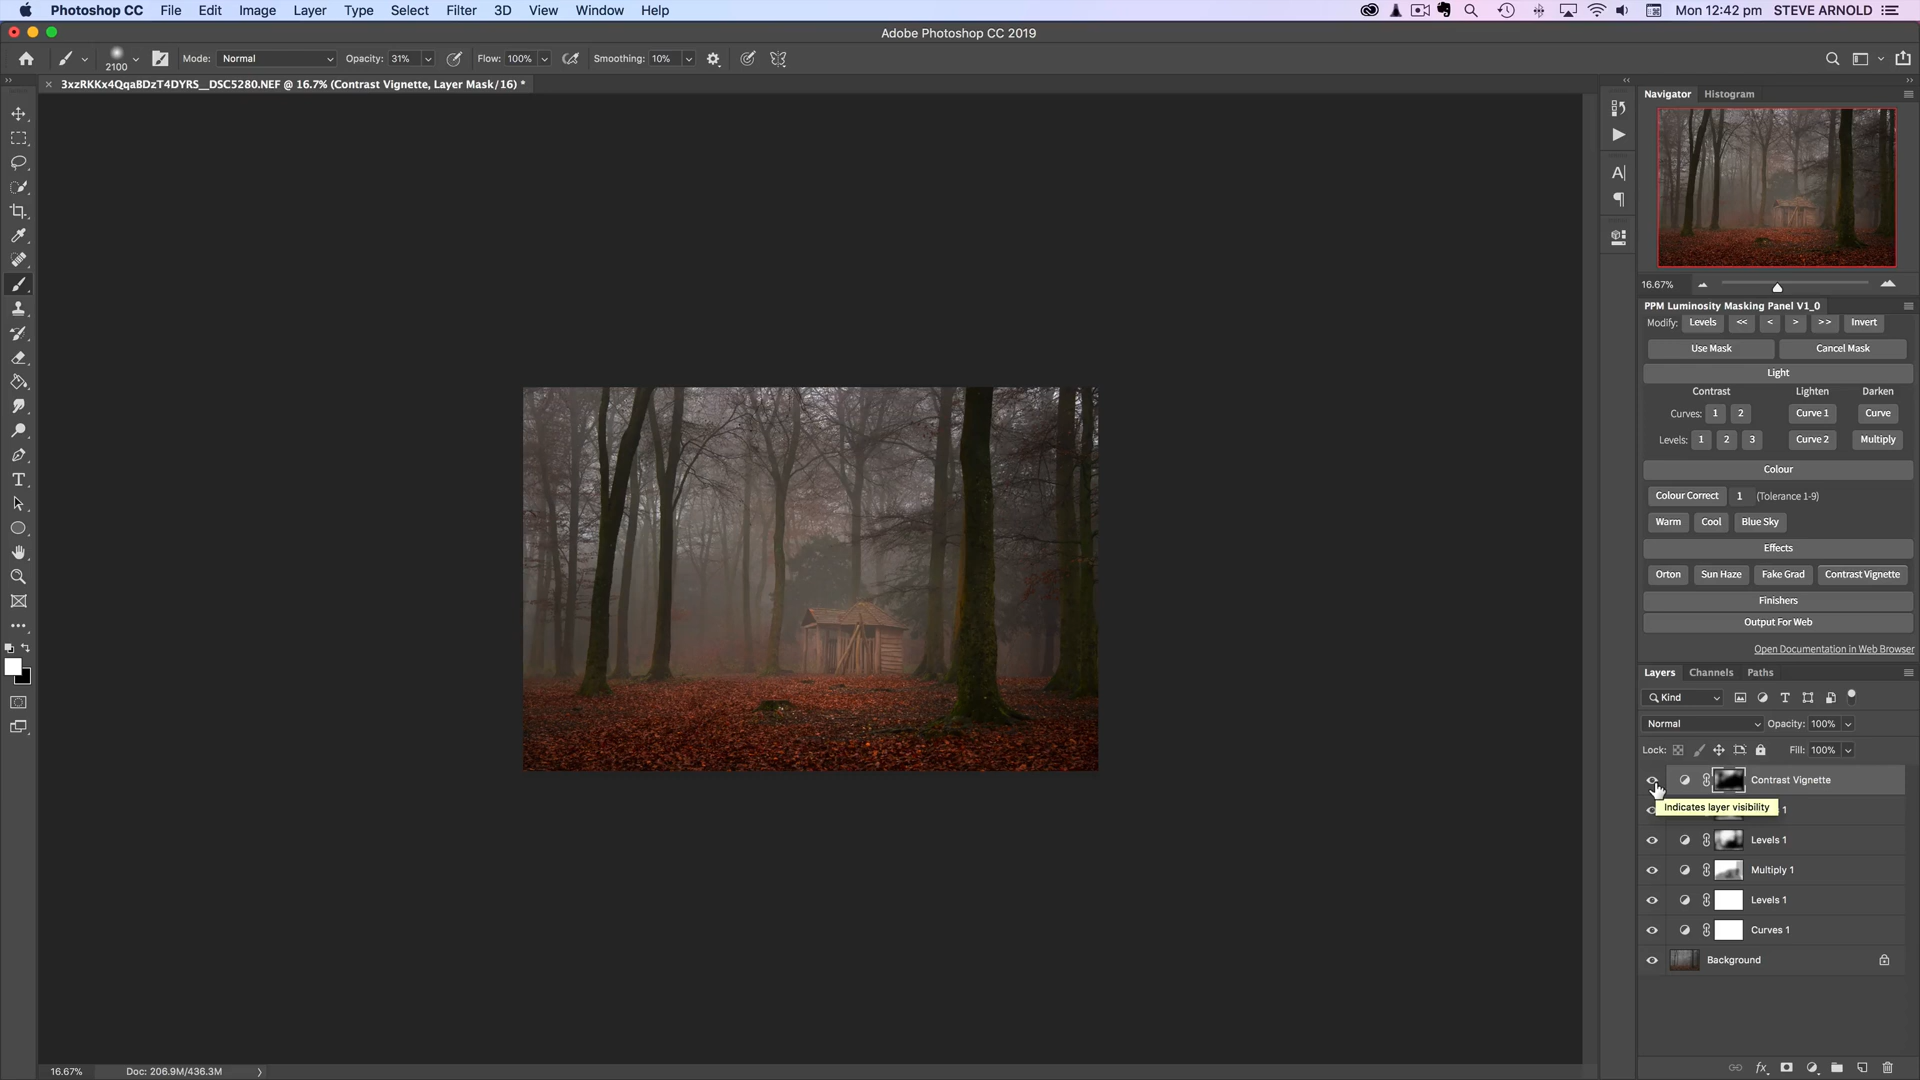 Photoshop CC File Edit Image Layer Type Select Filter 3D View Window Help Mon 12:42 pm STEVE ARNOLD
Adobe Photoshop CC 2019
2100 Mode: Normal Opacity: 31% Flow: 100% Smoothing: 10%
3xzRKKx4QqaBDzT4DYRS__DSC5280.NEF @ 16.7% (Contrast Vignette, Layer Mask/16) *
Navigator Histogram
16.67%
PPM Luminosity Masking Panel V1_0
Modify: Levels << < > >> Invert
Use Mask Cancel Mask
Light
Contrast Lighten Darken
Curves: 1 2 Curve 1 Curve
Levels: 1 2 3 Curve 2 Multiply
Colour
Colour Correct 1 (Tolerance 1-9)
Warm Cool Blue Sky
Effects
Orton Sun Haze Fake Grad Contrast Vignette
Finishers
Output For Web
Open Documentation in Web Browser
Layers Channels Paths
Kind
Normal Opacity: 100%
Lock: Fill: 100%
Contrast Vignette
Indicates layer visibility
1
Levels 1
Multiply 1
Levels 1
Curves 1
Background
16.67% Doc: 206.9M/436.3M